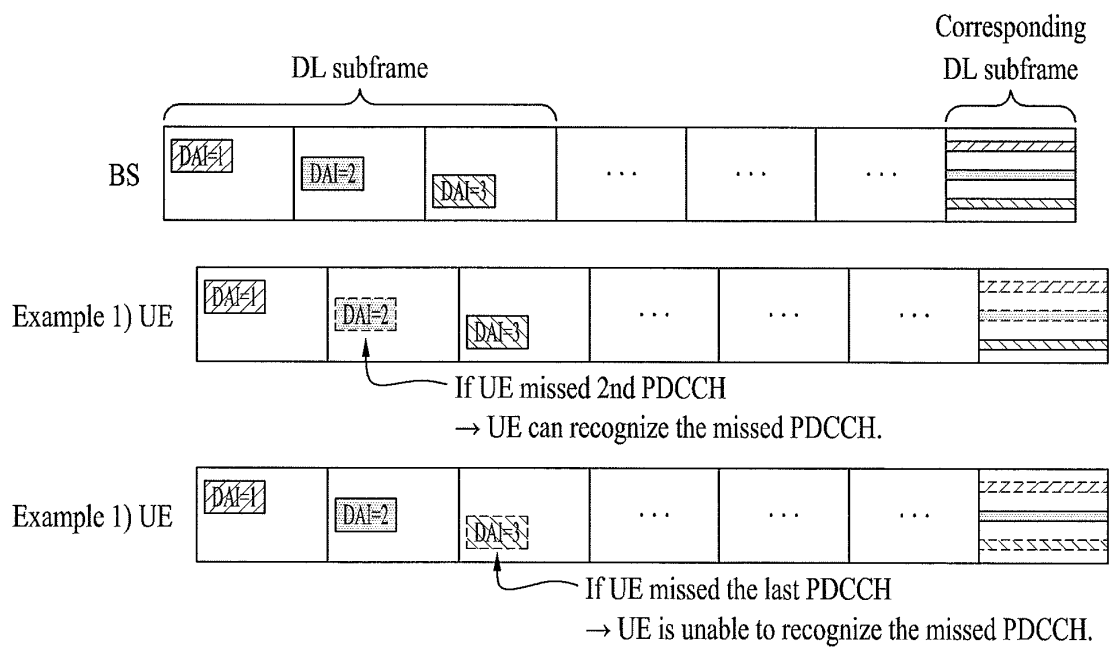 Corresponding
DL subframe
DL subframe
BS
DAI=1
DAI=2
DAI=3
...
...
...
Example 1) UE
DAI=1
DAI=2
DAI=3
...
...
...
If UE missed 2nd PDCCH
→ UE can recognize the missed PDCCH.
Example 1) UE
DAI=1
DAI=2
DAI=3
...
...
...
If UE missed the last PDCCH
→ UE is unable to recognize the missed PDCCH.